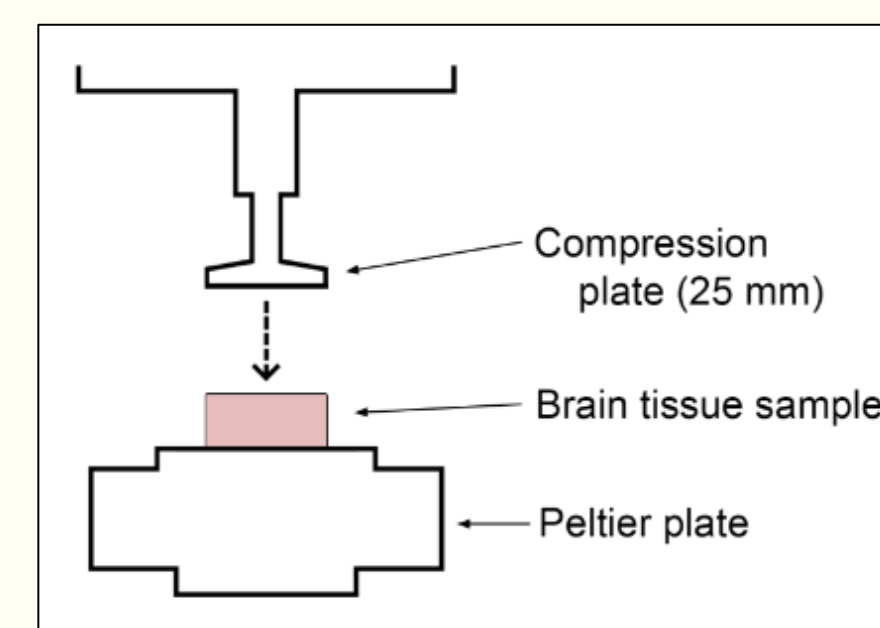 Compression
plate (25 mm)
Brain tissue sample
Peltier plate